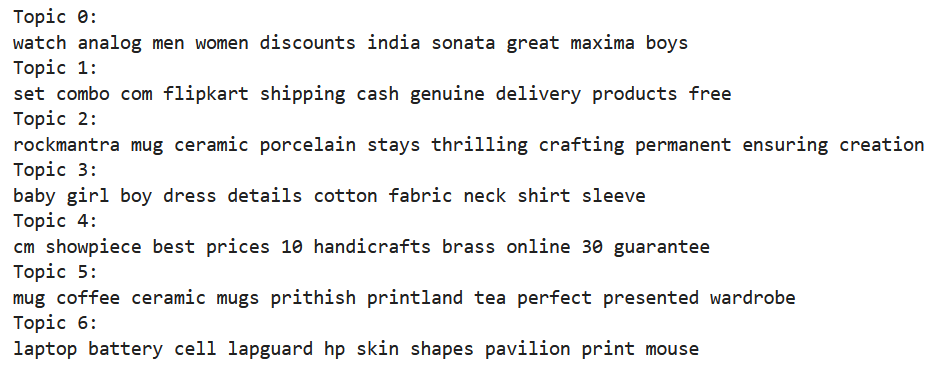 Topic 0:
watch analog men women discounts india sonata great maxima boys
Topic 1:
set combo com flipkart shipping cash genuine delivery products free
Topic 2:
rockmantra mug ceramic porcelain stays thrilling crafting permanent ensuring creation
Topic 3:
baby girl boy dress details cotton fabric neck shirt sleeve
Topic 4:
cm showpiece best prices 10 handicrafts brass online 30 guarantee
Topic 5:
mug coffee ceramic mugs prithish printland tea perfect presented wardrobe
Topic 6:
laptop battery cell lapguard hp skin shapes pavilion print mouse